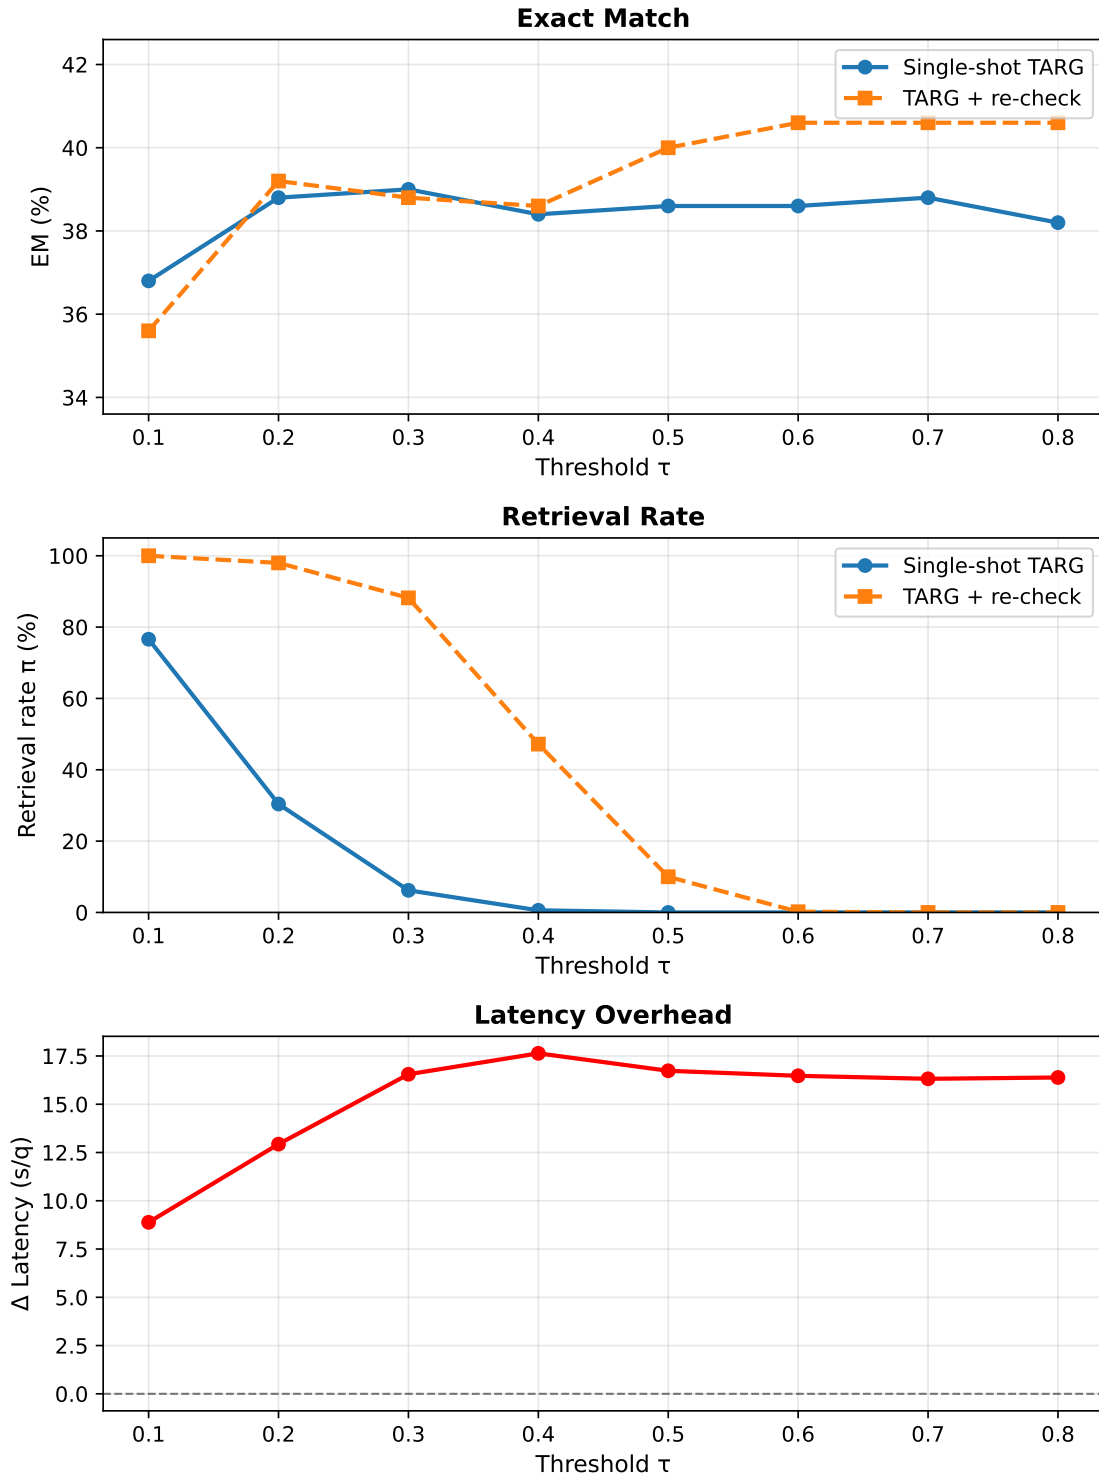 Exact Match
Single-shot TARG
TARG + re-check
EM (%)
42
40
38
36
34
0.1 0.2 0.3 0.4 0.5 0.6 0.7 0.8
Threshold τ
Retrieval Rate
Single-shot TARG
TARG + re-check
Retrieval rate π (%)
100
80
60
40
20
0
0.1 0.2 0.3 0.4 0.5 0.6 0.7 0.8
Threshold τ
Latency Overhead
Δ Latency (s/q)
17.5
15.0
12.5
10.0
7.5
5.0
2.5
0.0
0.1 0.2 0.3 0.4 0.5 0.6 0.7 0.8
Threshold τ